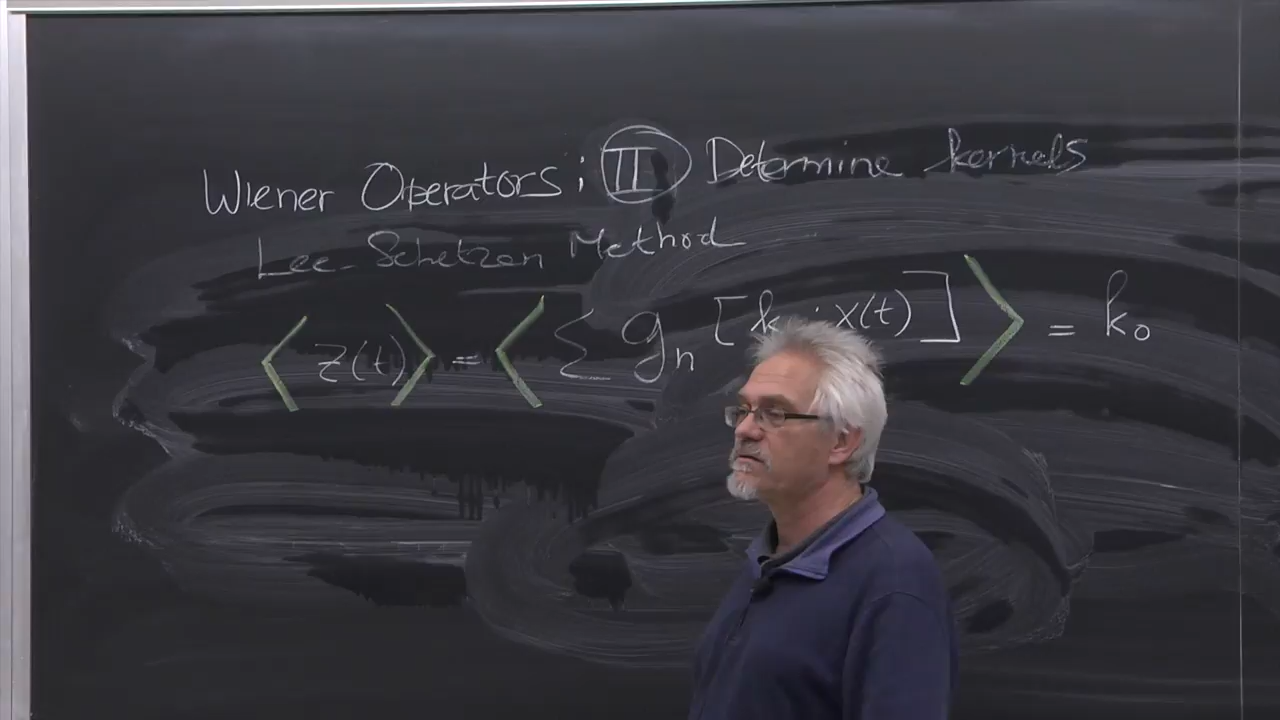 Wiener Operators; II Determine kernels
Lee-Schetzen Method
⟨z(t)⟩ = ⟨Σ gn [k ; x(t)]⟩ = k₀